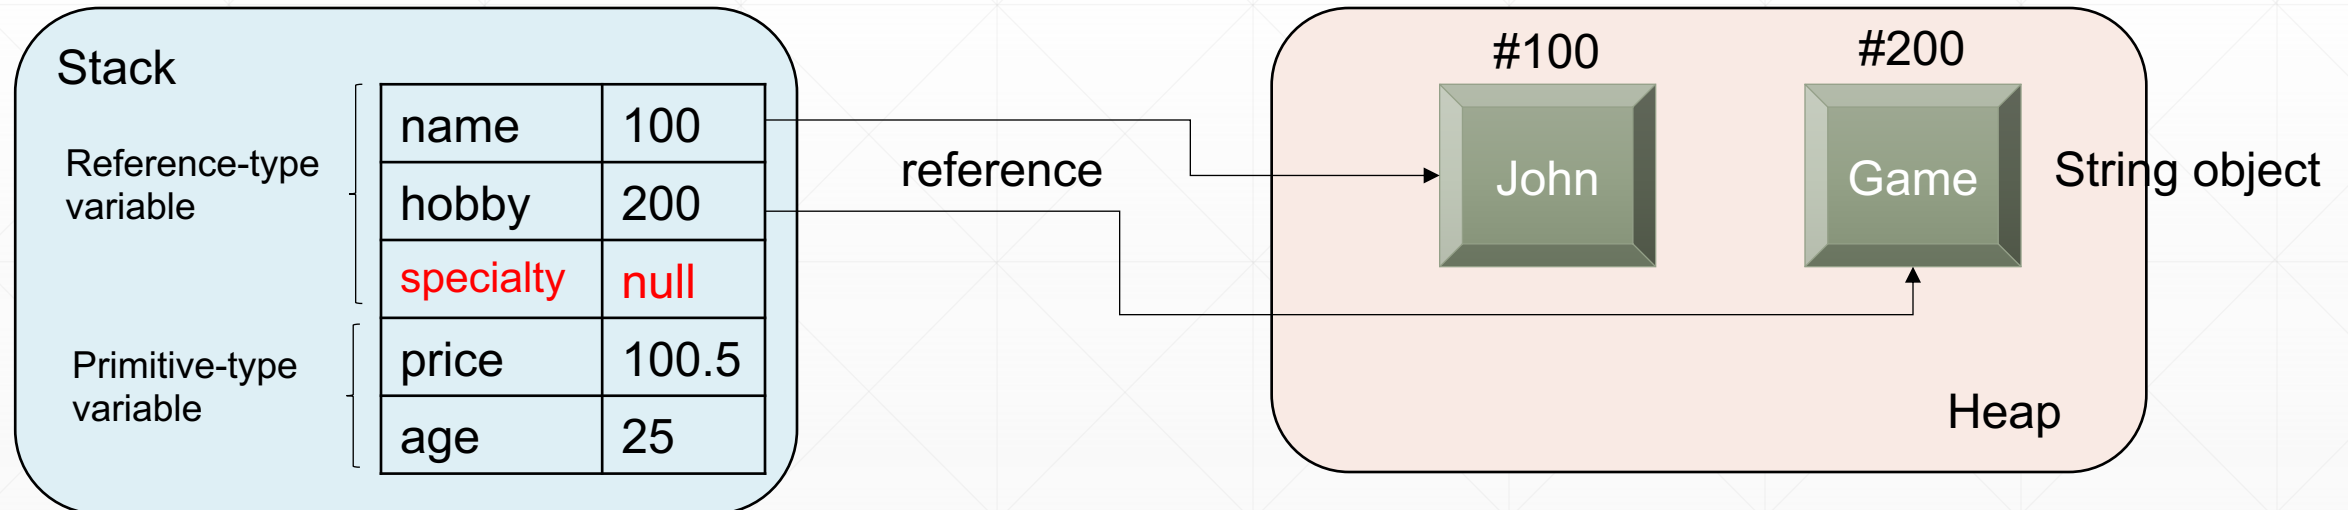 Stack
Reference-type
variable
Primitive-type
variable
name 100
hobby 200
specialty null
price 100.5
age 25
reference
#100
#200
John
Game
String object
Heap